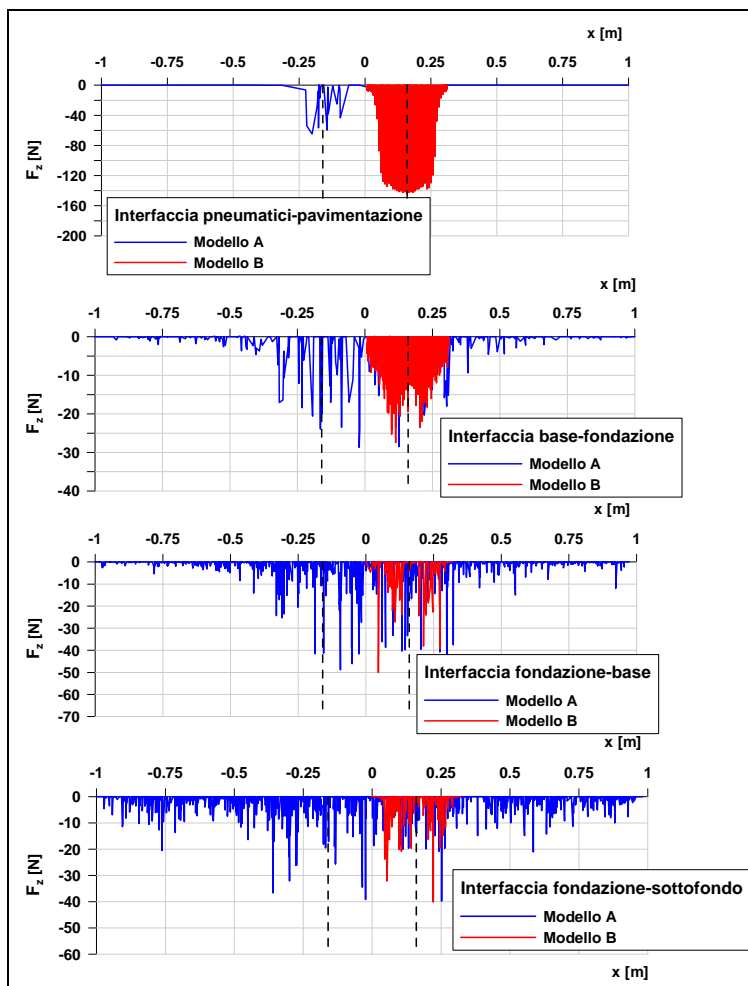 x [m]
-1 -0.75 -0.5 -0.25 0 0.25 0.5 0.75 1
0
-40
-80
-120
-160
-200
F_z [N]
Interfaccia pneumatici-pavimentazione
Modello A
Modello B
x [m]
-1 -0.75 -0.5 -0.25 0 0.25 0.5 0.75 1
0
-10
-20
-30
-40
F_z [N]
Interfaccia base-fondazione
Modello A
Modello B
x [m]
-1 -0.75 -0.5 -0.25 0 0.25 0.5 0.75 1
0
-10
-20
-30
-40
-50
-60
-70
F_z [N]
Interfaccia fondazione-base
Modello A
Modello B
x [m]
-1 -0.75 -0.5 -0.25 0 0.25 0.5 0.75 1
0
-10
-20
-30
-40
-50
-60
F_z [N]
Interfaccia fondazione-sottofondo
Modello A
Modello B
x [m]